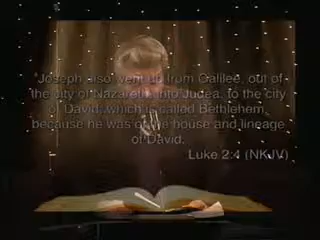 "Joseph also went up from Galilee, out of
the city of Nazareth, into Judea, to the city
of David, which is called Bethlehem,
because he was of the house and lineage
of David.
Luke 2:4 (NKJV)